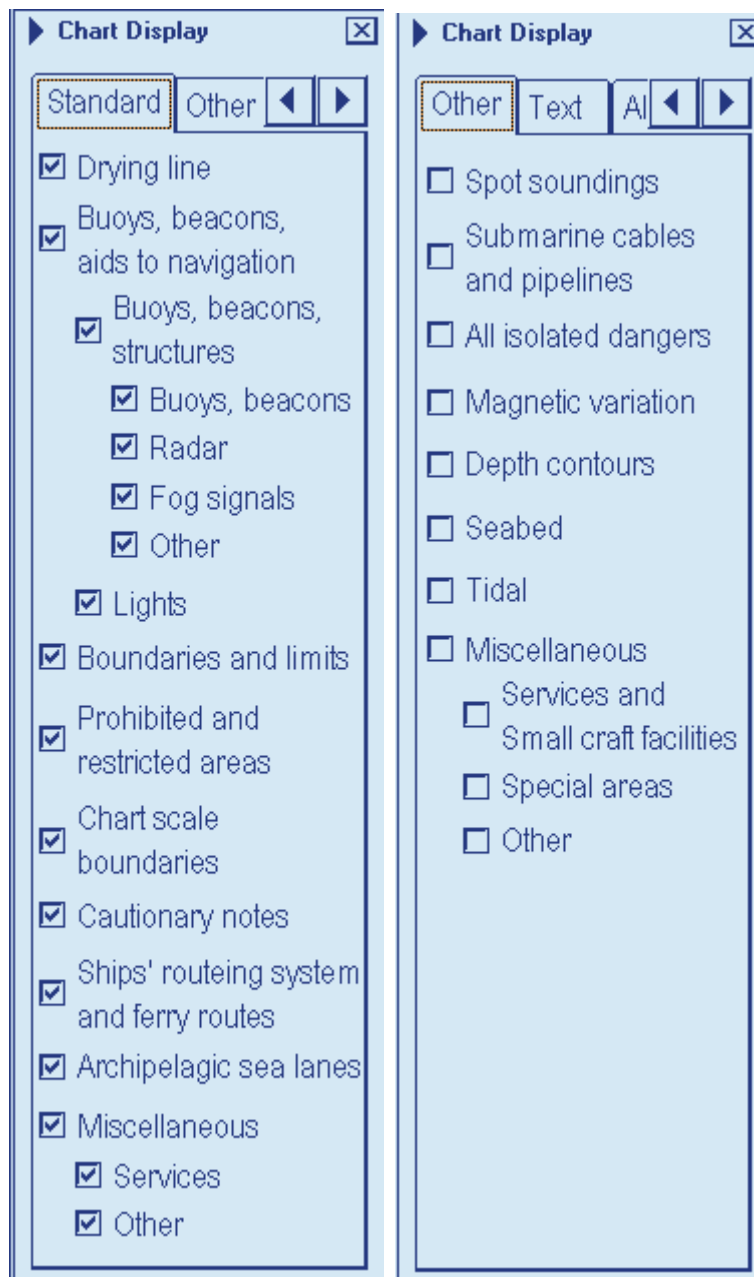 Chart Display
Standard
Other
Drying line
Buoys, beacons,
aids to navigation
Buoys, beacons,
structures
Buoys, beacons
Radar
Fog signals
Other
Lights
Boundaries and limits
Prohibited and
restricted areas
Chart scale
boundaries
Cautionary notes
Ships' routeing system
and ferry routes
Archipelagic sea lanes
Miscellaneous
Services
Other
Chart Display
Other
Text
Spot soundings
Submarine cables
and pipelines
All isolated dangers
Magnetic variation
Depth contours
Seabed
Tidal
Miscellaneous
Services and
Small craft facilities
Special areas
Other